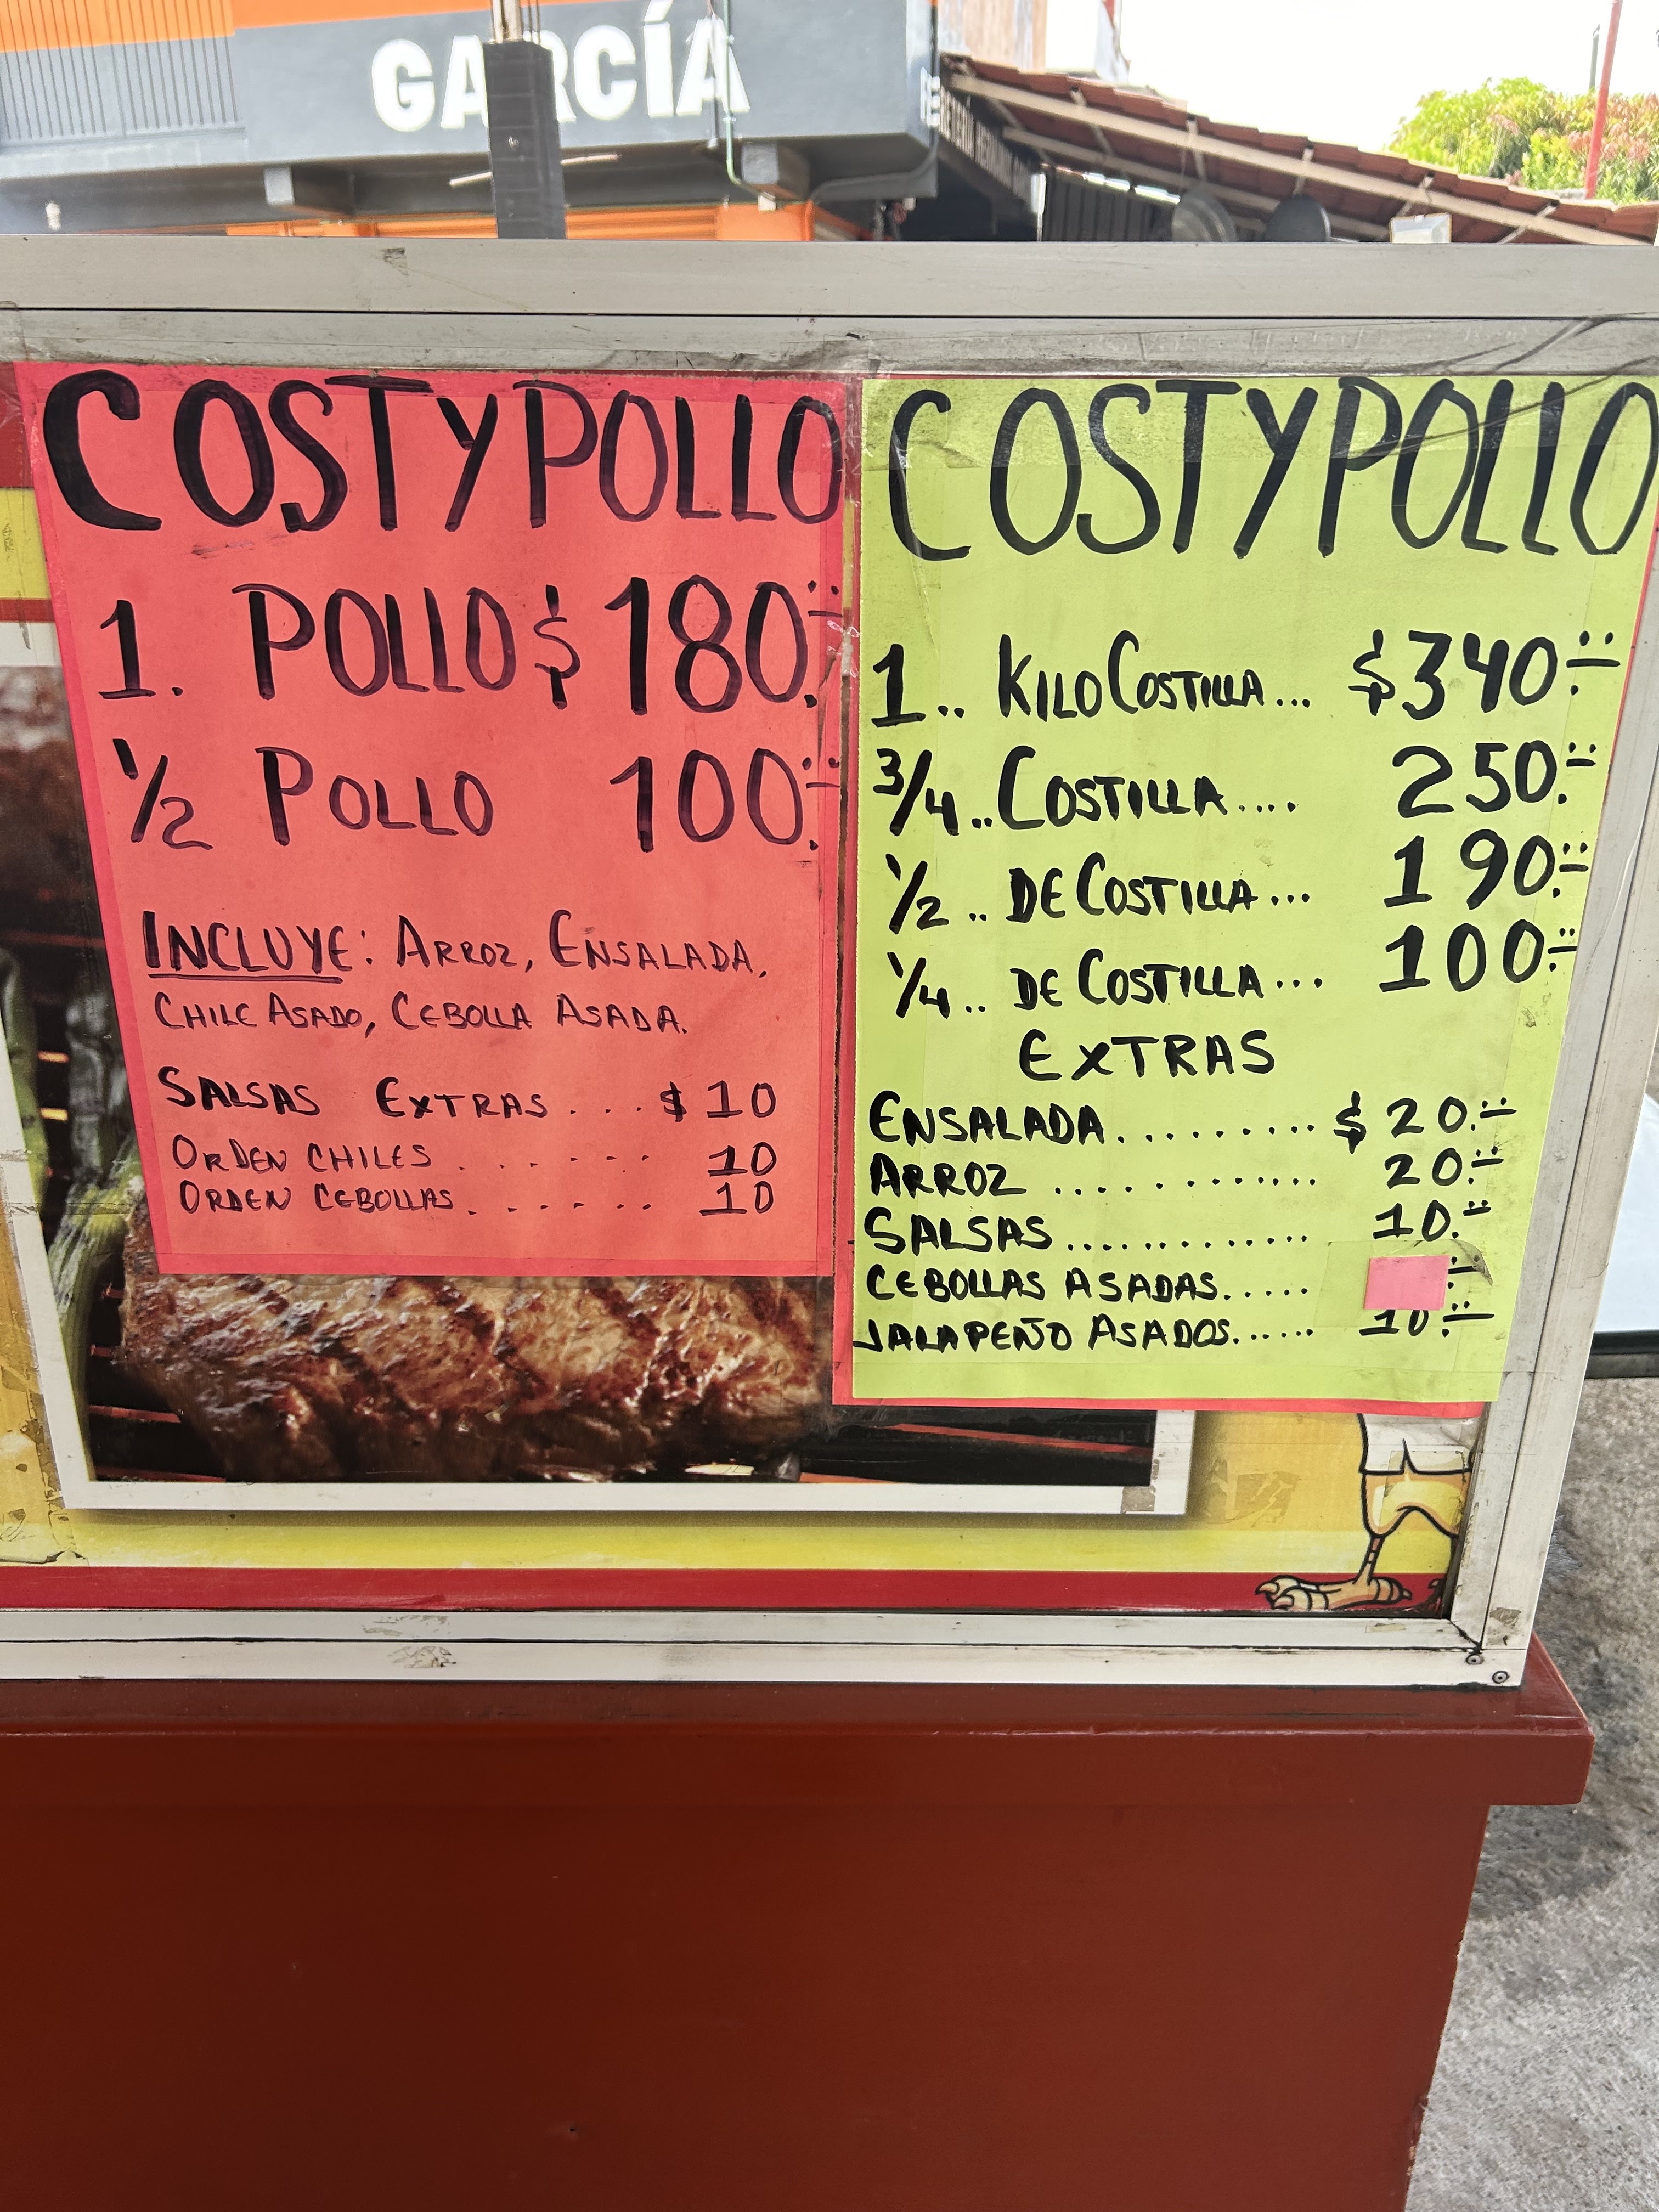 GARCÍA
COSTYPOLLO
1. POLLO $ 180.=
1/2 POLLO 100.=
INCLUYE: ARROZ, ENSALADA,
CHILE ASADO, CEBOLLA ASADA.
SALSAS EXTRAS . . . $ 10
ORDEN CHILES . . . . . . 10
ORDEN CEBOLLAS . . . . . . 10
COSTYPOLLO
1.. KILO COSTILLA... $340.=
3/4.. COSTILLA.... 250.=
1/2.. DE COSTILLA... 190.=
1/4.. DE COSTILLA... 100.=
EXTRAS
ENSALADA.......... $ 20.=
ARROZ ............ 20.=
SALSAS ............ 10.=
CEBOLLAS ASADAS.....
JALAPEÑO ASADOS...... 10.=